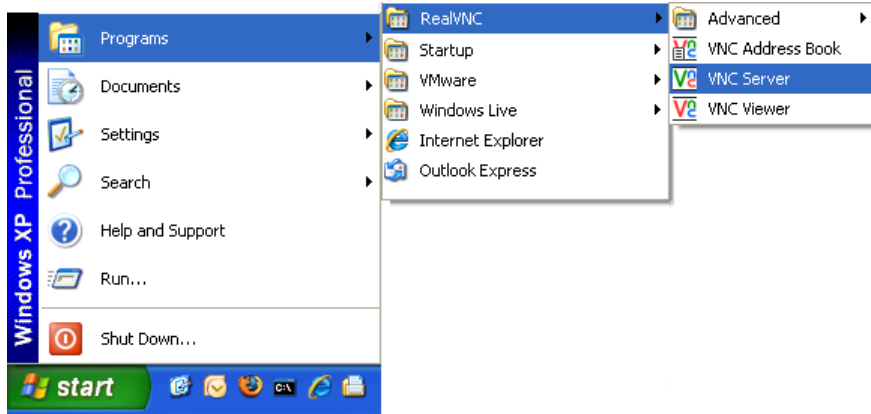 Windows XP Professional
Programs
Documents
Settings
Search
Help and Support
Run...
Shut Down...
start
C:\
RealVNC
Startup
VMware
Windows Live
Internet Explorer
Outlook Express
Advanced
VNC Address Book
VNC Server
VNC Viewer